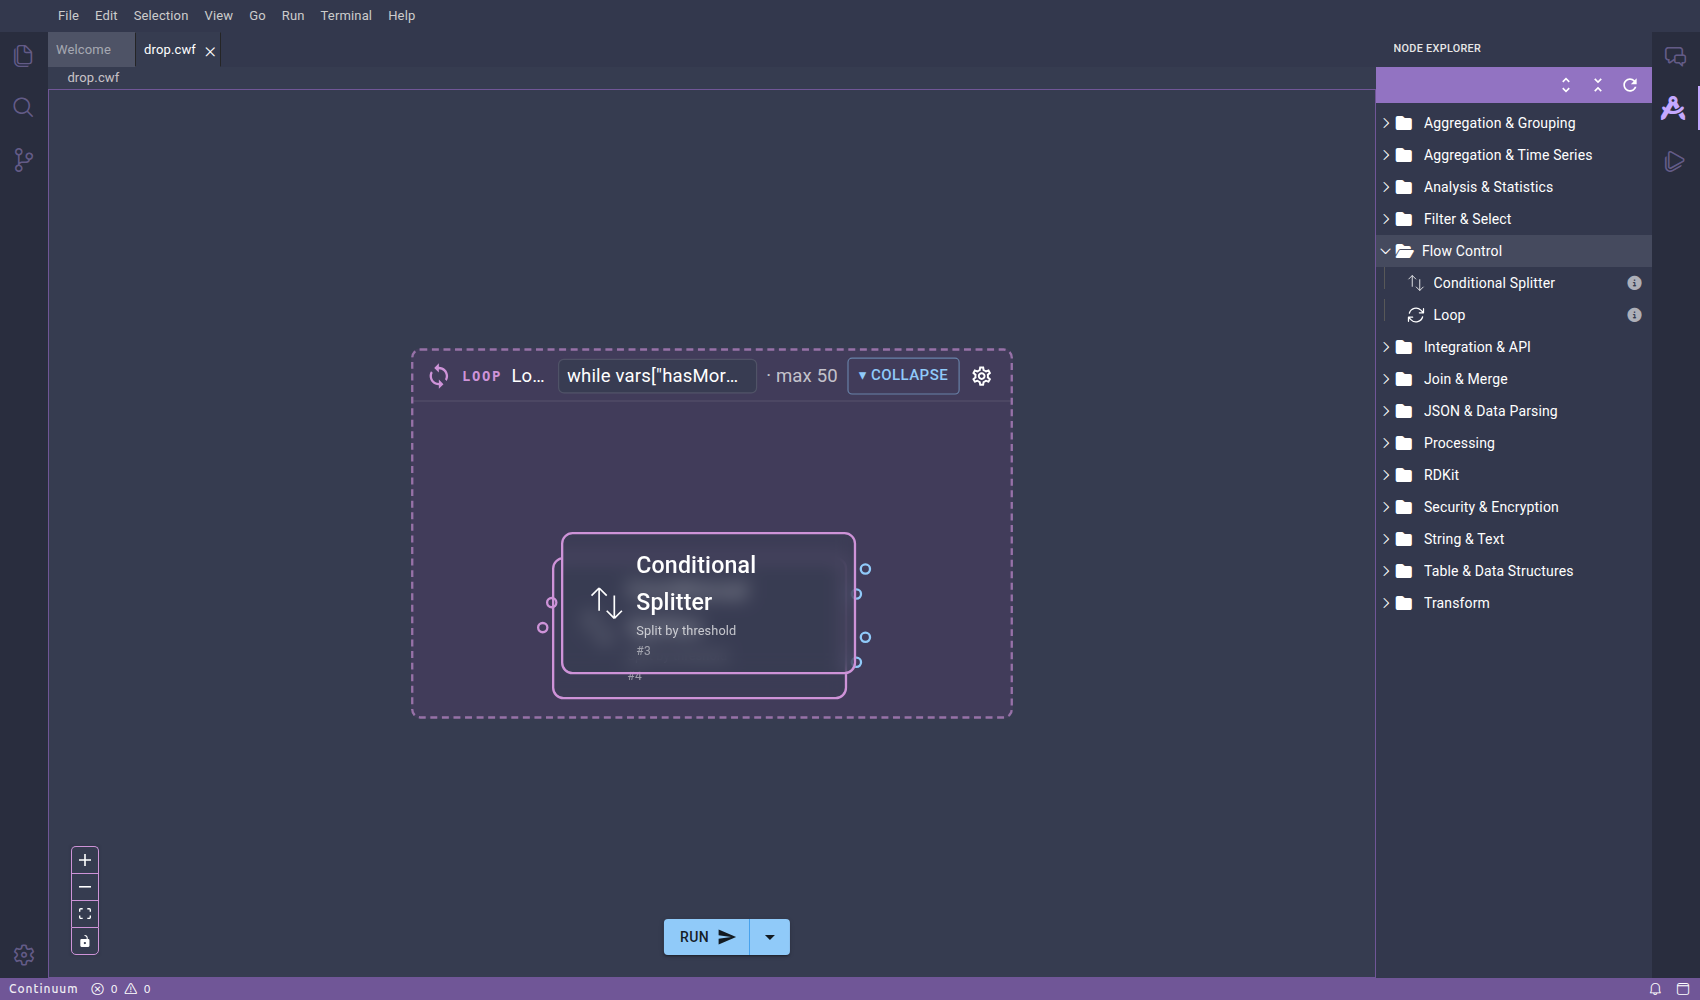 File Edit Selection View Go Run Terminal Help
Welcome
drop.cwf
drop.cwf
NODE EXPLORER
Aggregation & Grouping
Aggregation & Time Series
Analysis & Statistics
Filter & Select
Flow Control
Conditional Splitter
Loop
Integration & API
Join & Merge
JSON & Data Parsing
Processing
RDKit
Security & Encryption
String & Text
Table & Data Structures
Transform
LOOP Lo... while vars["hasMor... · max 50 ▾ COLLAPSE
Conditional
Splitter
Split by threshold
#3
#4
RUN
Continuum 0 0